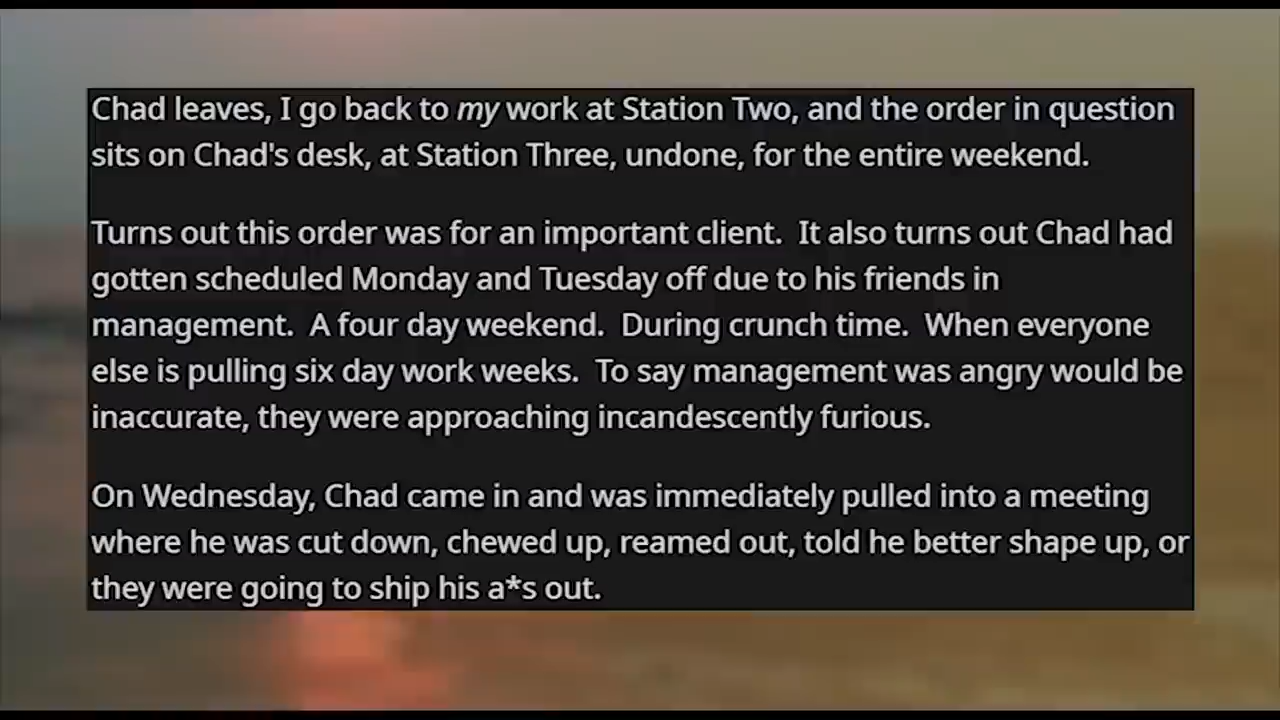 Chad leaves, I go back to my work at Station Two, and the order in question
sits on Chad's desk, at Station Three, undone, for the entire weekend.
Turns out this order was for an important client.  It also turns out Chad had
gotten scheduled Monday and Tuesday off due to his friends in
management.  A four day weekend.  During crunch time.  When everyone
else is pulling six day work weeks.  To say management was angry would be
inaccurate, they were approaching incandescently furious.
On Wednesday, Chad came in and was immediately pulled into a meeting
where he was cut down, chewed up, reamed out, told he better shape up, or
they were going to ship his a*s out.